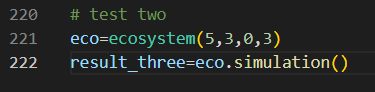 220 # test two
221 eco=ecosystem(5,3,0,3)
222 result_three=eco.simulation()